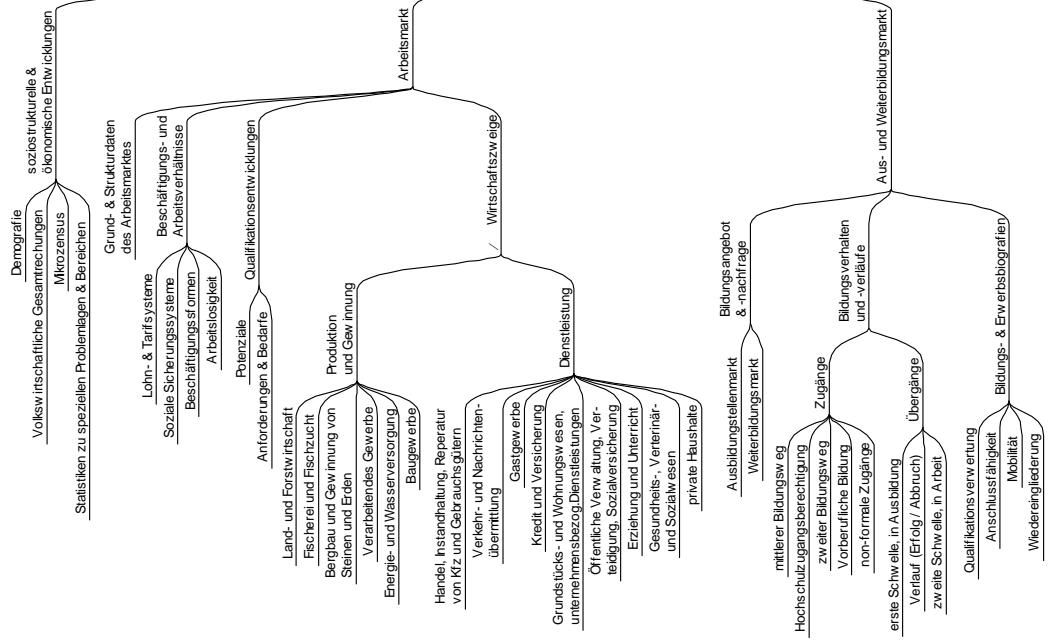 soziostrukturelle &
ökonomische Entwicklungen
Demografie
Volkswirtschaftliche Gesamtrechungen
Mikrozensus
Statistiken zu speziellen Problemlagen & Bereichen
Arbeitsmarkt
Grund- & Strukturdaten
des Arbeitsmarktes
Beschäftigungs- und
Arbeitsverhältnisse
Lohn- & Tarifsysteme
Soziale Sicherungssysteme
Beschäftigungsformen
Arbeitslosigkeit
Qualifikationsentwicklungen
Potenziale
Anforderungen & Bedarfe
Wirtschaftszweige
Produktion
und Gewinnung
Land- und Forstwirtschaft
Fischerei und Fischzucht
Bergbau und Gewinnung von
Steinen und Erden
Verarbeitendes Gewerbe
Energie- und Wasserversorgung
Baugewerbe
Dienstleistung
Handel, Instandhaltung, Reperatur
von Kfz und Gebrauchsgütern
Verkehr- und Nachrichten-
übermittlung
Gastgewerbe
Kredit und Versicherung
Grundstücks- und Wohnungswesen,
unternehmensbezog.Dienstleistungen
Öffentliche Verwaltung, Ver-
teidigung, Sozialversicherung
Erziehung und Unterricht
Gesundheits-, Verterinär-
und Sozialwesen
private Haushalte
Aus- und Weiterbildungsmarkt
Bildungsangebot
& -nachfrage
Ausbildungstellenmarkt
Weiterbildungsmarkt
Bildungsverhalten
und -verläufe
Zugänge
mittlerer Bildungsweg
Hochschulzugangsberechtigung
zweiter Bildungsweg
Vorberufliche Bildung
non-formale Zugänge
Übergänge
erste Schwelle, in Ausbildung
Verlauf (Erfolg / Abbruch)
zweite Schwelle, in Arbeit
Bildungs- & Erwerbsbiografien
Qualifikationsverwertung
Anschlussfähigkeit
Mobilität
Wiedereingliederung